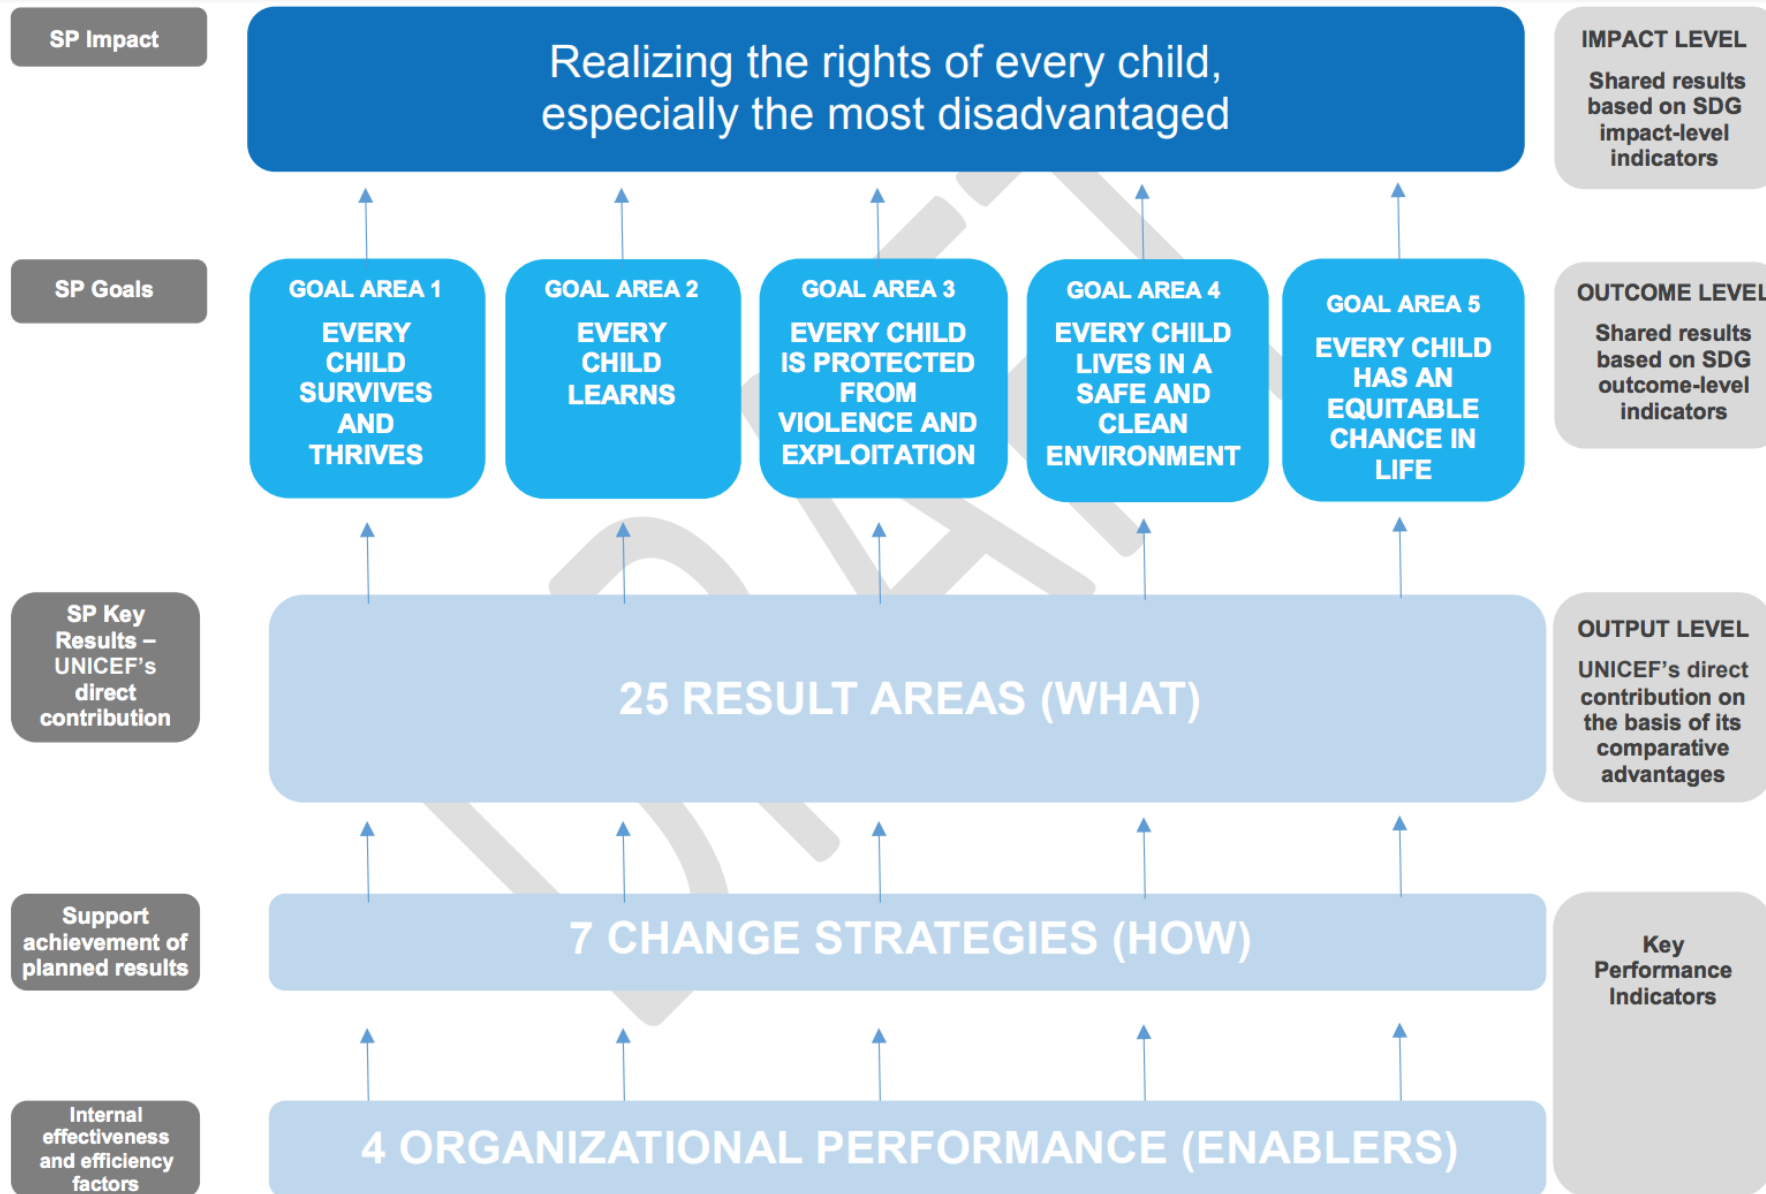 SP Impact
Realizing the rights of every child,
especially the most disadvantaged
IMPACT LEVEL
Shared results
based on SDG
impact-level
indicators
SP Goals
GOAL AREA 1
EVERY
CHILD
SURVIVES
AND
THRIVES
GOAL AREA 2
EVERY
CHILD
LEARNS
GOAL AREA 3
EVERY CHILD
IS PROTECTED
FROM
VIOLENCE AND
EXPLOITATION
GOAL AREA 4
EVERY CHILD
LIVES IN A
SAFE AND
CLEAN
ENVIRONMENT
GOAL AREA 5
EVERY CHILD
HAS AN
EQUITABLE
CHANCE IN
LIFE
OUTCOME LEVEL
Shared results
based on SDG
outcome-level
indicators
DRAFT
SP Key
Results –
UNICEF's
direct
contribution
25 RESULT AREAS (WHAT)
OUTPUT LEVEL
UNICEF's direct
contribution on
the basis of its
comparative
advantages
Support
achievement of
planned results
7 CHANGE STRATEGIES (HOW)
Key
Performance
Indicators
Internal
effectiveness
and efficiency
factors
4 ORGANIZATIONAL PERFORMANCE (ENABLERS)